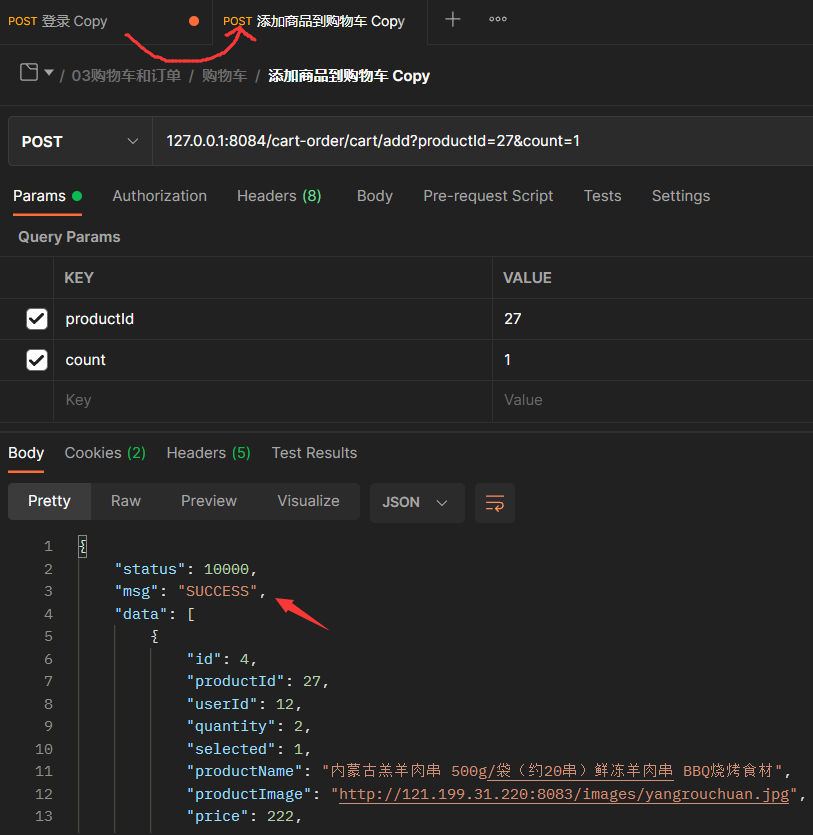 POST 登录 Copy
POST 添加商品到购物车 Copy
/ 03购物车和订单 / 购物车 / 添加商品到购物车 Copy
POST 127.0.0.1:8084/cart-order/cart/add?productId=27&count=1
Params Authorization Headers (8) Body Pre-request Script Tests Settings
Query Params
KEY VALUE
productId 27
count 1
Key Value
Body Cookies (2) Headers (5) Test Results
Pretty Raw Preview Visualize JSON
1 {
2 "status": 10000,
3 "msg": "SUCCESS",
4 "data": [
5 {
6 "id": 4,
7 "productId": 27,
8 "userId": 12,
9 "quantity": 2,
10 "selected": 1,
11 "productName": "内蒙古羔羊肉串 500g/袋（约20串）鲜冻羊肉串 BBQ烧烤食材",
12 "productImage": "http://121.199.31.220:8083/images/yangrouchuan.jpg",
13 "price": 222,